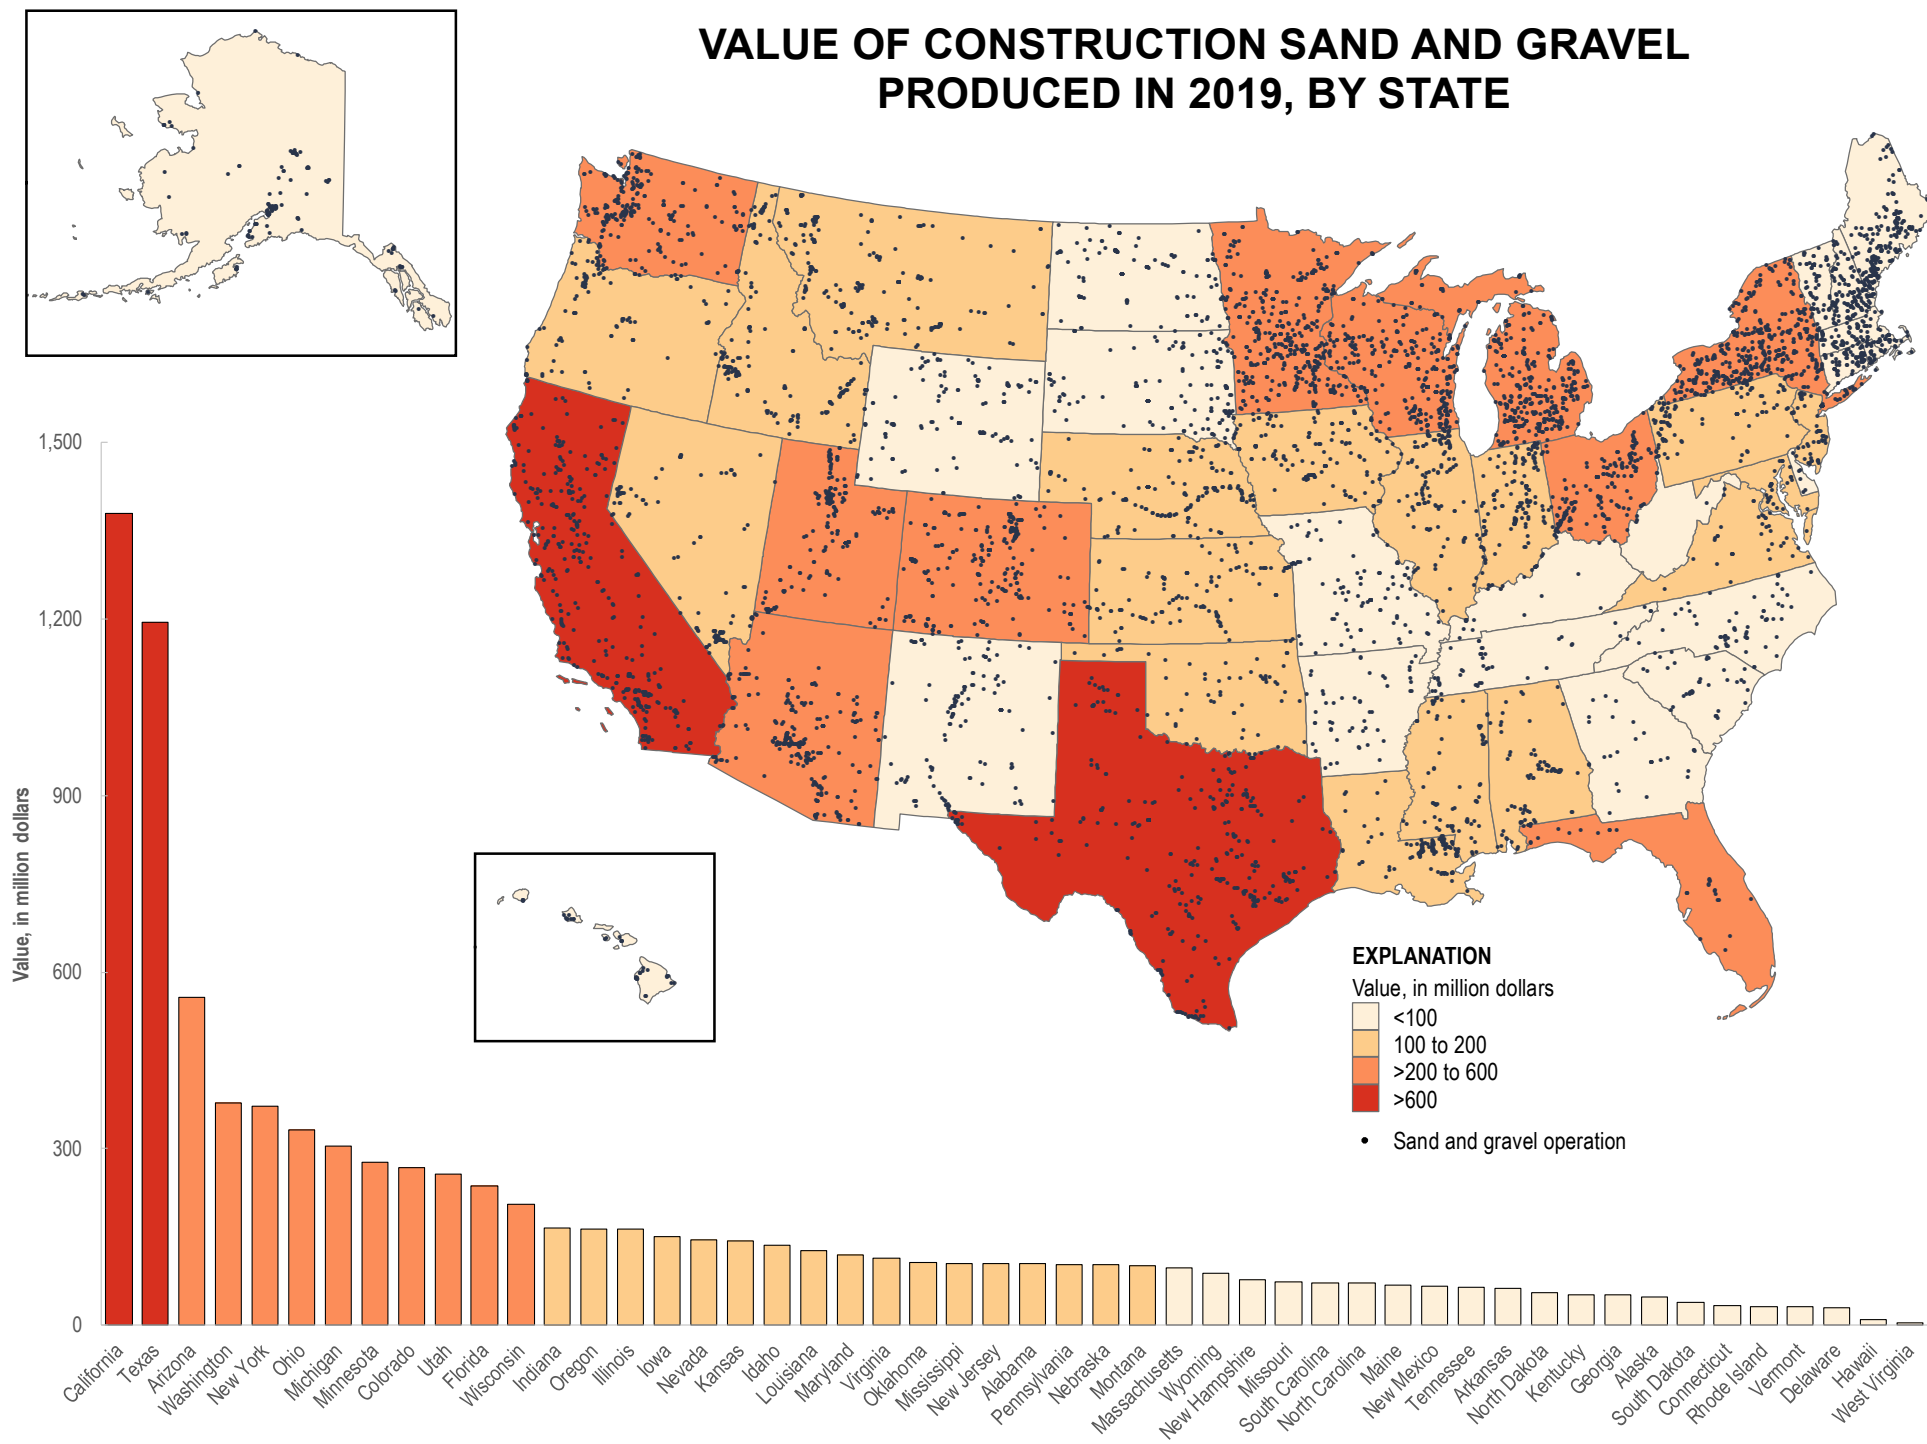 VALUE OF CONSTRUCTION SAND AND GRAVEL
PRODUCED IN 2019, BY STATE
Value, in million dollars
1,500
1,200
900
600
300
0
EXPLANATION
Value, in million dollars
<100
100 to 200
>200 to 600
>600
Sand and gravel operation
California
Texas
Arizona
Washington
New York
Ohio
Michigan
Minnesota
Colorado
Utah
Florida
Wisconsin
Indiana
Oregon
Illinois
Iowa
Nevada
Kansas
Idaho
Louisiana
Maryland
Virginia
Oklahoma
Mississippi
New Jersey
Alabama
Pennsylvania
Nebraska
Montana
Massachusetts
Wyoming
New Hampshire
Missouri
South Carolina
North Carolina
Maine
New Mexico
Tennessee
Arkansas
North Dakota
Kentucky
Georgia
Alaska
South Dakota
Connecticut
Rhode Island
Vermont
Delaware
Hawaii
West Virginia